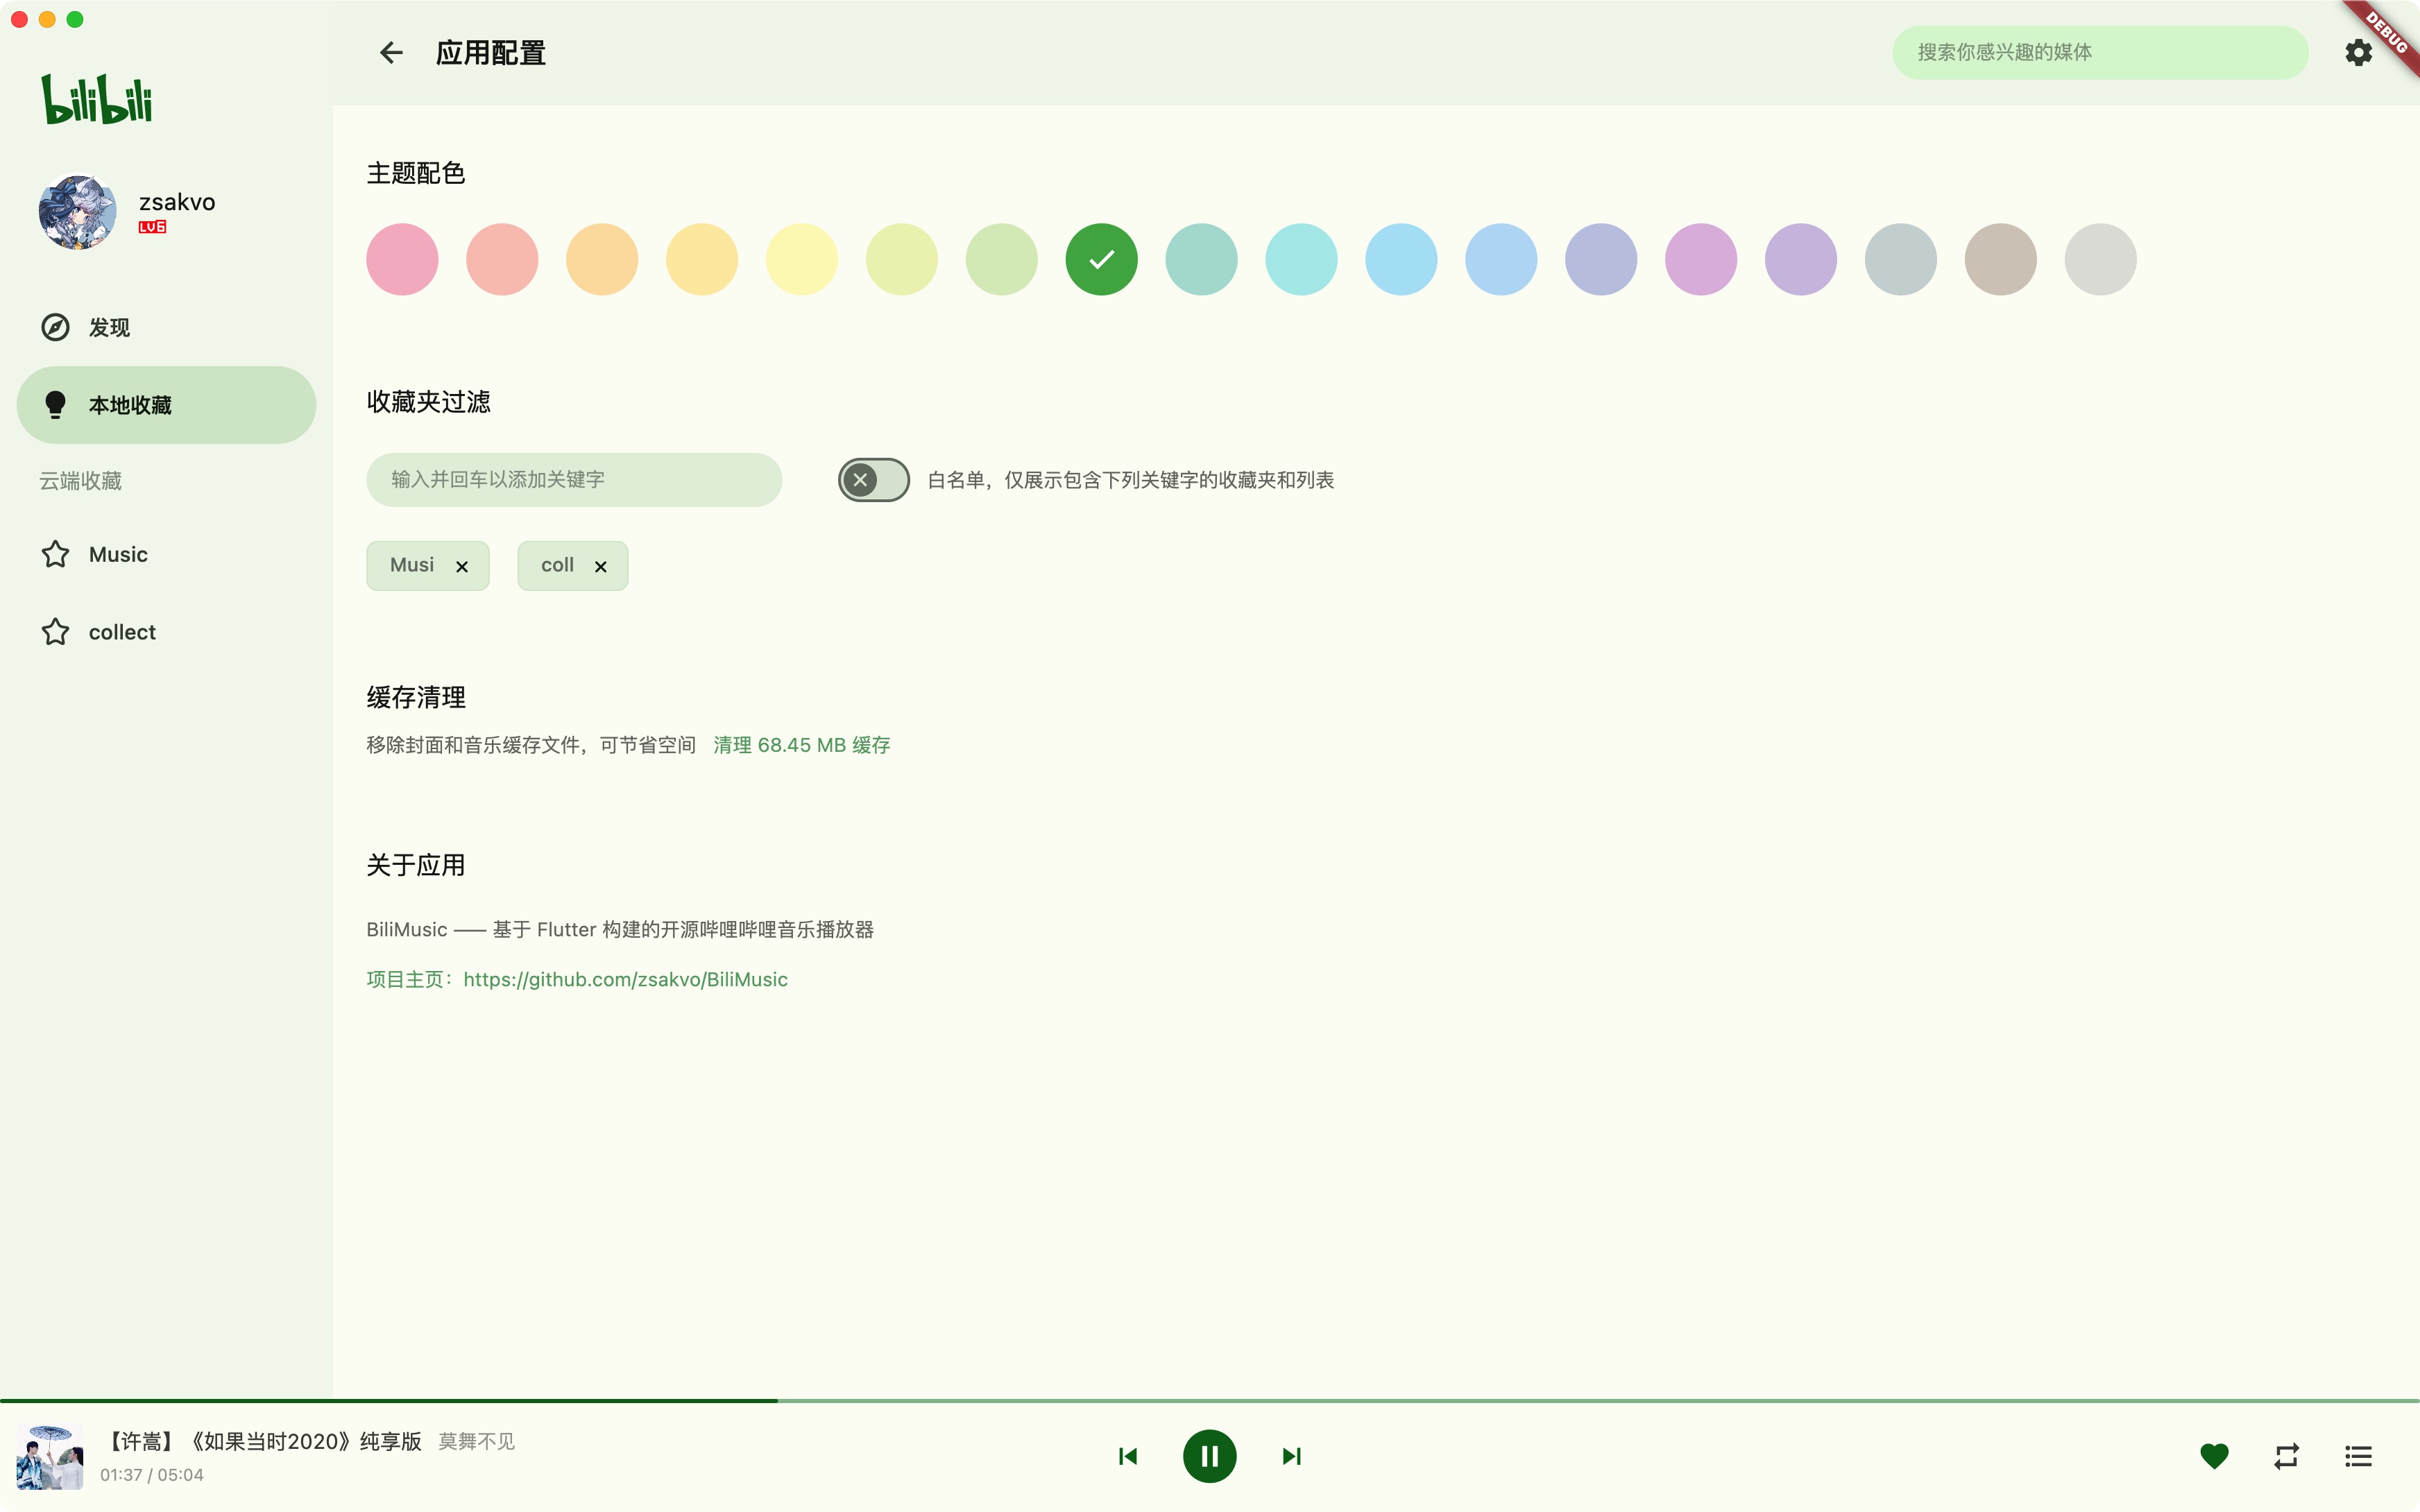 bilibili
zsakvo
LV6
发现
本地收藏
云端收藏
Music
collect
应用配置
搜索你感兴趣的媒体
DEBUG
主题配色
收藏夹过滤
输入并回车以添加关键字
白名单，仅展示包含下列关键字的收藏夹和列表
Musi
coll
缓存清理
移除封面和音乐缓存文件，可节省空间 清理 68.45 MB 缓存
关于应用
BiliMusic —— 基于 Flutter 构建的开源哔哩哔哩音乐播放器
项目主页：https://github.com/zsakvo/BiliMusic
【许嵩】《如果当时2020》纯享版 莫舞不见
01:37 / 05:04